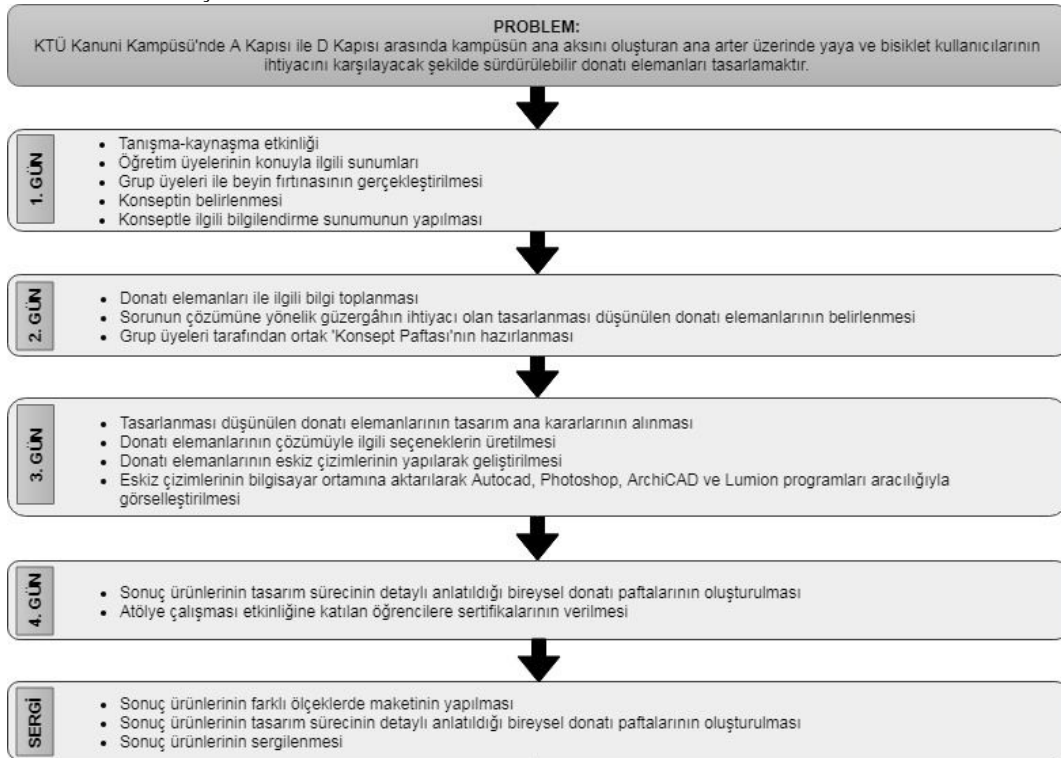 PROBLEM:
KTÜ Kanuni Kampüsü'nde A Kapısı ile D Kapısı arasında kampüsün ana aksını oluşturan ana arter üzerinde yaya ve bisiklet kullanıcılarının
ihtiyacını karşılayacak şekilde sürdürülebilir donatı elemanları tasarlamaktır.
1. GÜN
• Tanışma-kaynaşma etkinliği
• Öğretim üyelerinin konuyla ilgili sunumları
• Grup üyeleri ile beyin fırtınasının gerçekleştirilmesi
• Konseptin belirlenmesi
• Konseptle ilgili bilgilendirme sunumunun yapılması
2. GÜN
• Donatı elemanları ile ilgili bilgi toplanması
• Sorunun çözümüne yönelik güzergâhın ihtiyacı olan tasarlanması düşünülen donatı elemanlarının belirlenmesi
• Grup üyeleri tarafından ortak 'Konsept Paftası'nın hazırlanması
3. GÜN
• Tasarlanması düşünülen donatı elemanlarının tasarım ana kararlarının alınması
• Donatı elemanlarının çözümüyle ilgili seçeneklerin üretilmesi
• Donatı elemanlarının eskiz çizimlerinin yapılarak geliştirilmesi
• Eskiz çizimlerinin bilgisayar ortamına aktarılarak Autocad, Photoshop, ArchiCAD ve Lumion programları aracılığıyla
görselleştirilmesi
4. GÜN
• Sonuç ürünlerinin tasarım sürecinin detaylı anlatıldığı bireysel donatı paftalarının oluşturulması
• Atölye çalışması etkinliğine katılan öğrencilere sertifikalarının verilmesi
SERGİ
• Sonuç ürünlerinin farklı ölçeklerde maketinin yapılması
• Sonuç ürünlerinin tasarım sürecinin detaylı anlatıldığı bireysel donatı paftalarının oluşturulması
• Sonuç ürünlerinin sergilenmesi